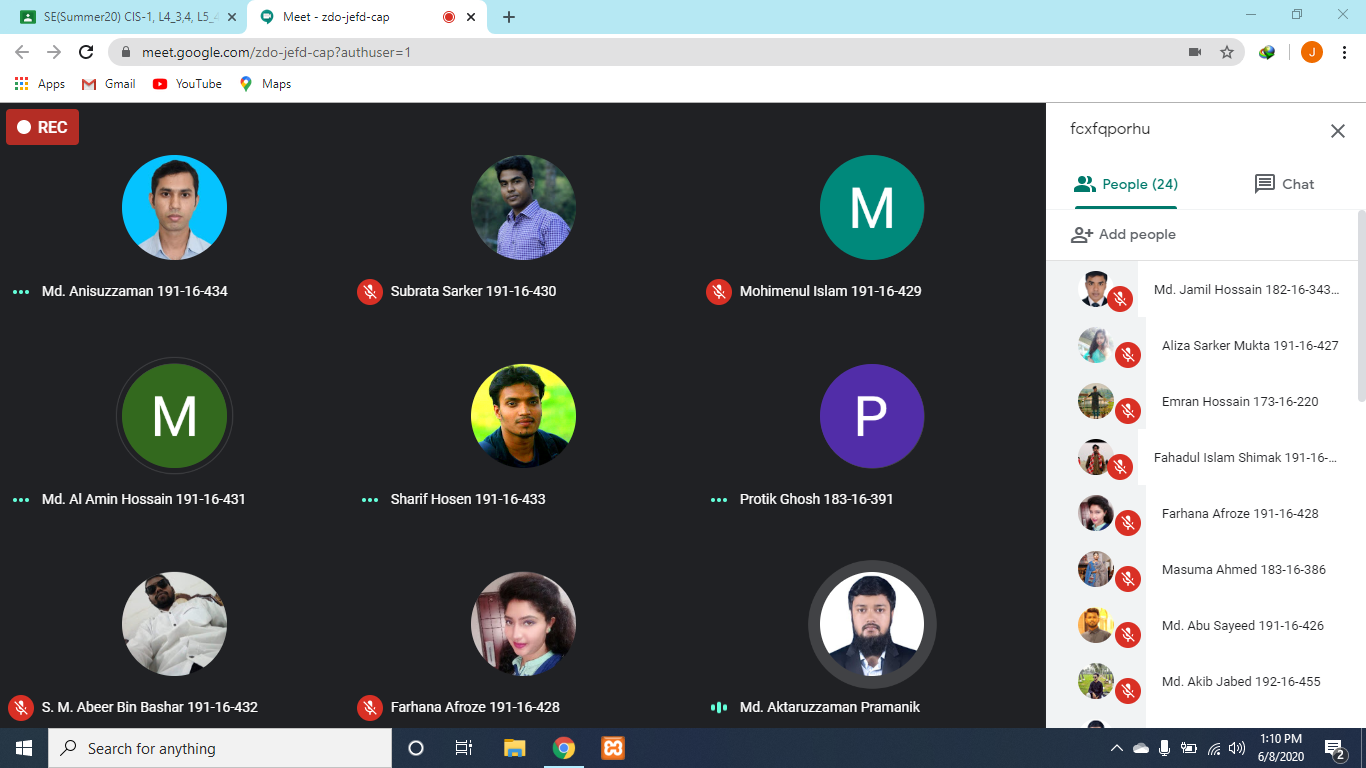 SE(Summer20) CIS-1, L4_3,4, L5_
Meet - zdo-jefd-cap
meet.google.com/zdo-jefd-cap?authuser=1
J
Apps
Gmail
YouTube
Maps
REC
M
Md. Anisuzzaman 191-16-434
Subrata Sarker 191-16-430
Mohimenul Islam 191-16-429
M
P
Md. Al Amin Hossain 191-16-431
Sharif Hosen 191-16-433
Protik Ghosh 183-16-391
S. M. Abeer Bin Bashar 191-16-432
Farhana Afroze 191-16-428
Md. Aktaruzzaman Pramanik
fcxfqporhu
People (24)
Chat
Add people
Md. Jamil Hossain 182-16-343...
Aliza Sarker Mukta 191-16-427
Emran Hossain 173-16-220
Fahadul Islam Shimak 191-16-...
Farhana Afroze 191-16-428
Masuma Ahmed 183-16-386
Md. Abu Sayeed 191-16-426
Md. Akib Jabed 192-16-455
Search for anything
1:10 PM
6/8/2020
2